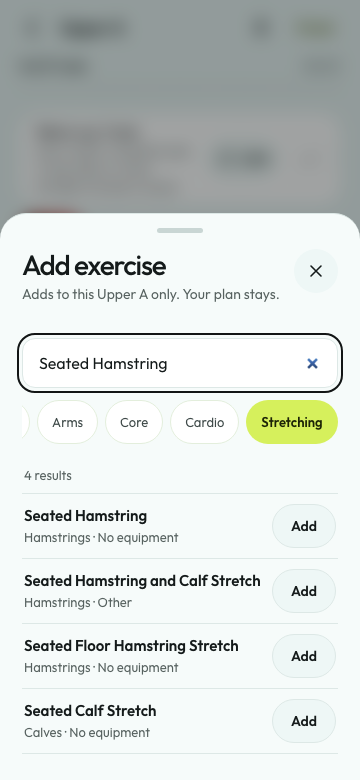 Add exercise
Adds to this Upper A only. Your plan stays.
Seated Hamstring
Arms
Core
Cardio
Stretching
4 results
Seated Hamstring
Hamstrings · No equipment
Add
Seated Hamstring and Calf Stretch
Hamstrings · Other
Add
Seated Floor Hamstring Stretch
Hamstrings · No equipment
Add
Seated Calf Stretch
Calves · No equipment
Add